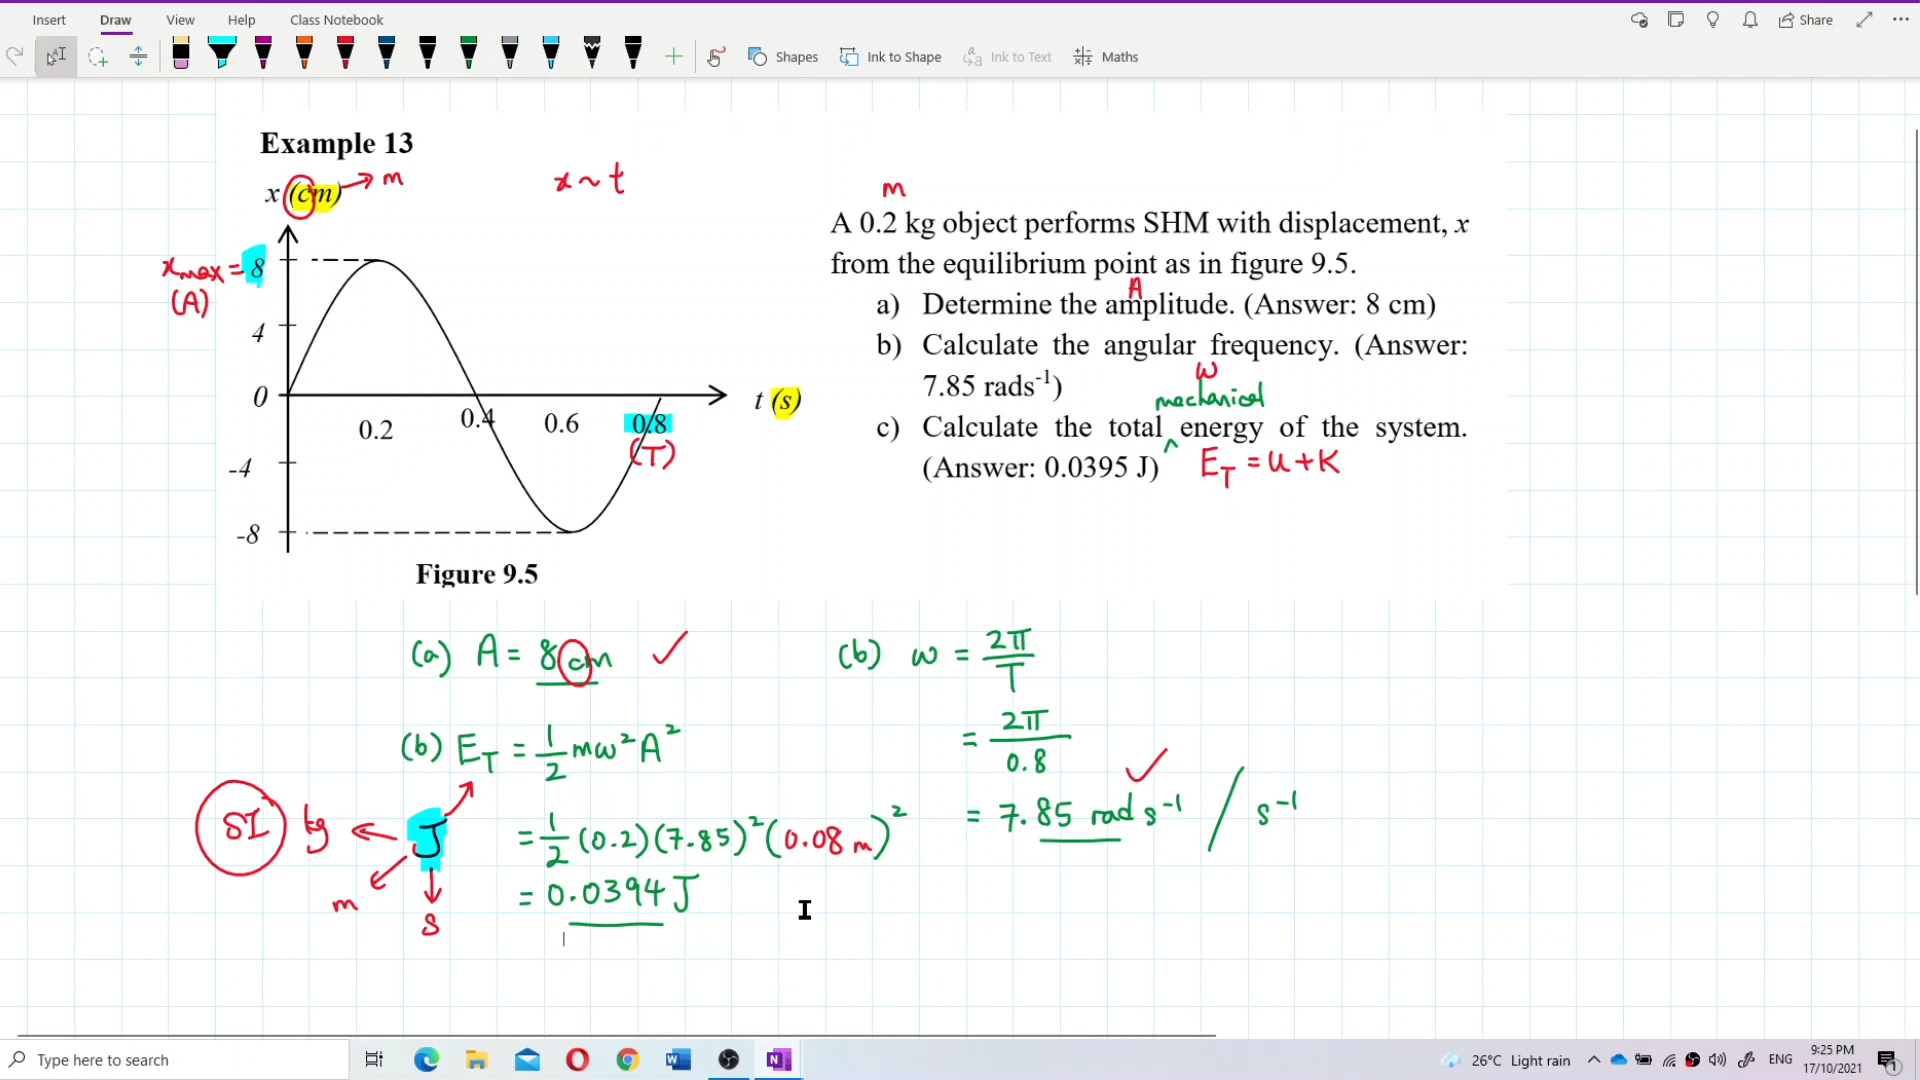 Insert Draw View Help Class Notebook
Share
Shapes Ink to Shape Ink to Text Maths
Example 13
x (cm) → m
x ~ t
x max = 8
(A)
4
0
-4
-8
0.2 0.4 0.6 0.8
(T)
t (s)
Figure 9.5
m
A 0.2 kg object performs SHM with displacement, x
from the equilibrium point as in figure 9.5.
A
a) Determine the amplitude. (Answer: 8 cm)
b) Calculate the angular frequency. (Answer:
ω
7.85 rads⁻¹)
mechanical
c) Calculate the total ^ energy of the system.
(Answer: 0.0395 J)
E_T = U + K
(a) A = 8 cm ✓
(b) E_T = 1/2 mω²A²
= 1/2 (0.2)(7.85)²(0.08 m)²
= 0.0394 J
SI kg ← J
m
s
(b) ω = 2π/T
= 2π/0.8
= 7.85 rad s⁻¹ / s⁻¹
Type here to search
26°C Light rain
ENG
9:25 PM
17/10/2021
1